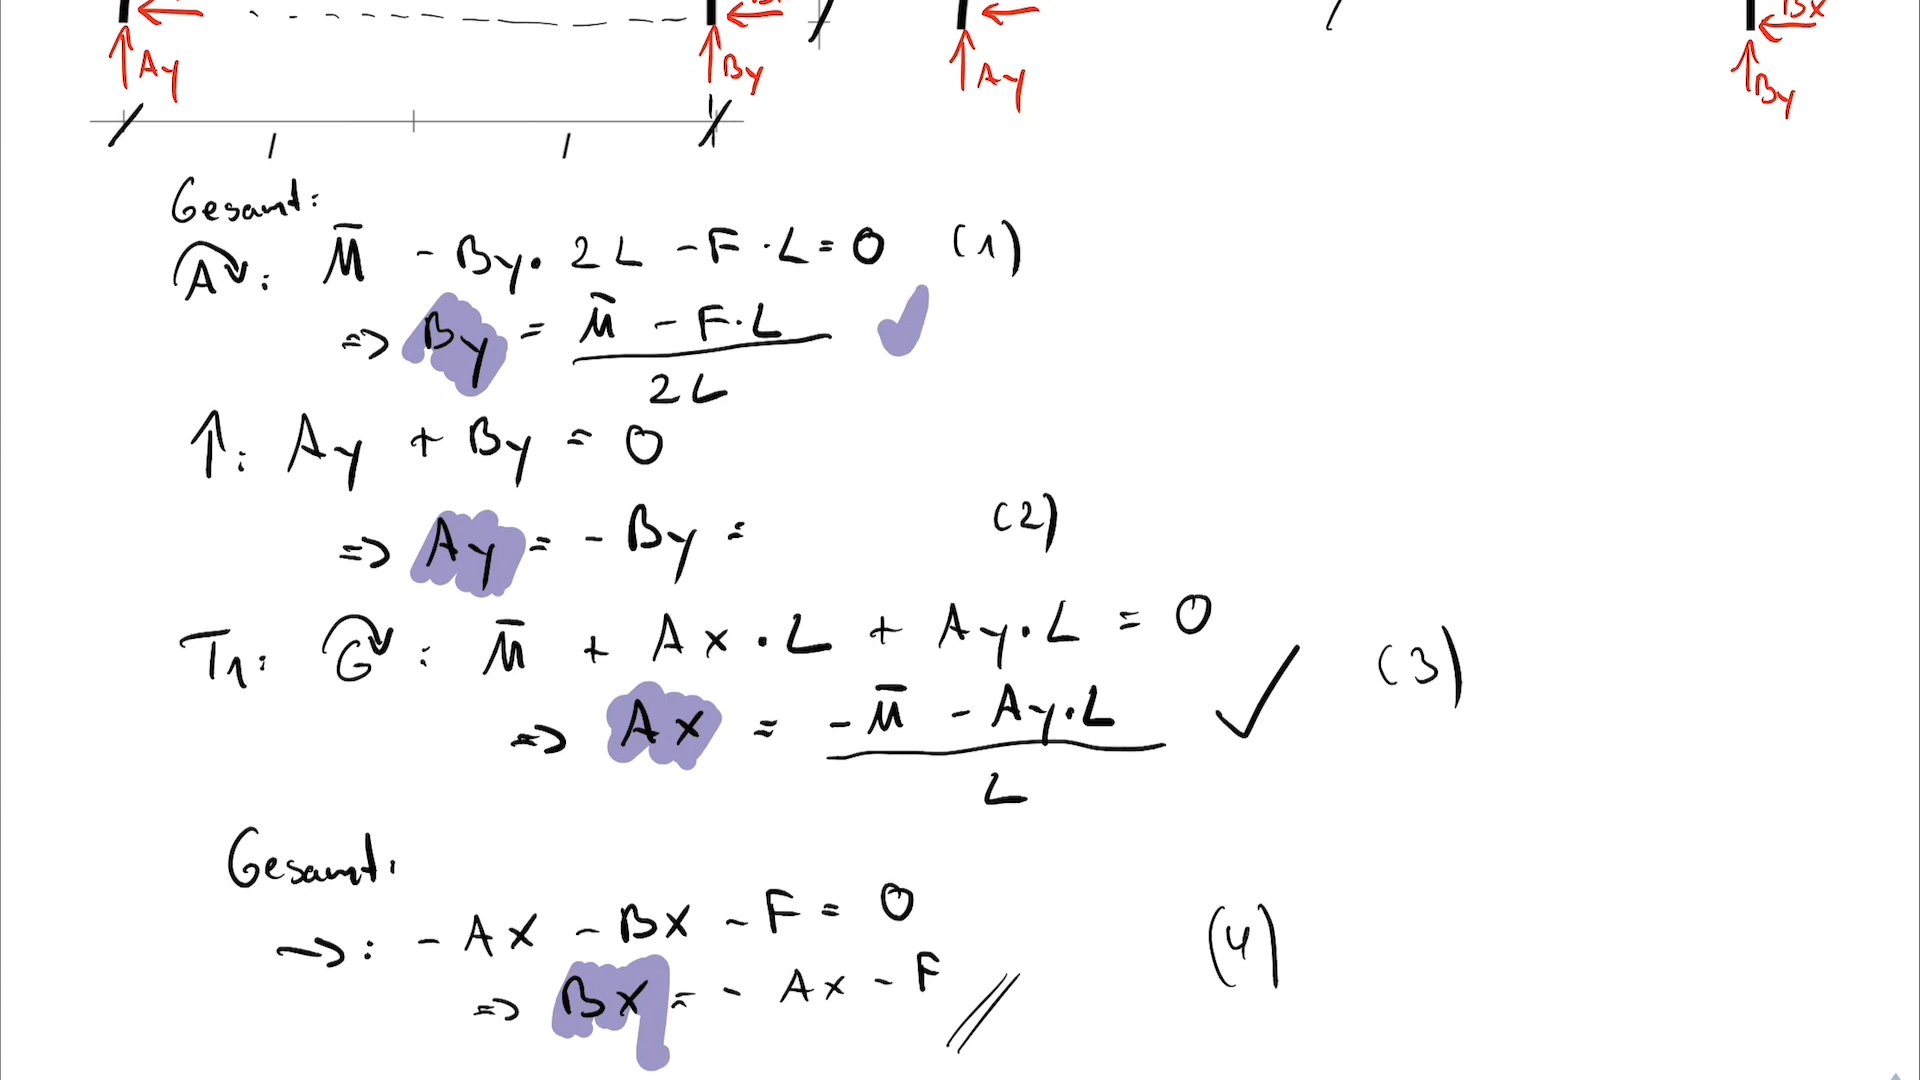 Ay By Ay Bx
By
l l
Gesamt:
A: M̄ - By · 2L - F · L = 0 (1)
=> By = (M̄ - F·L) / 2L ✓
↑: Ay + By = 0
=> Ay = - By = (2)
T1: G: M̄ + Ax · L + Ay · L = 0
(3)
=> Ax = (-M̄ - Ay·L) / L ✓
Gesamt:
→: - Ax - Bx - F = 0
(4)
=> Bx = - Ax - F //